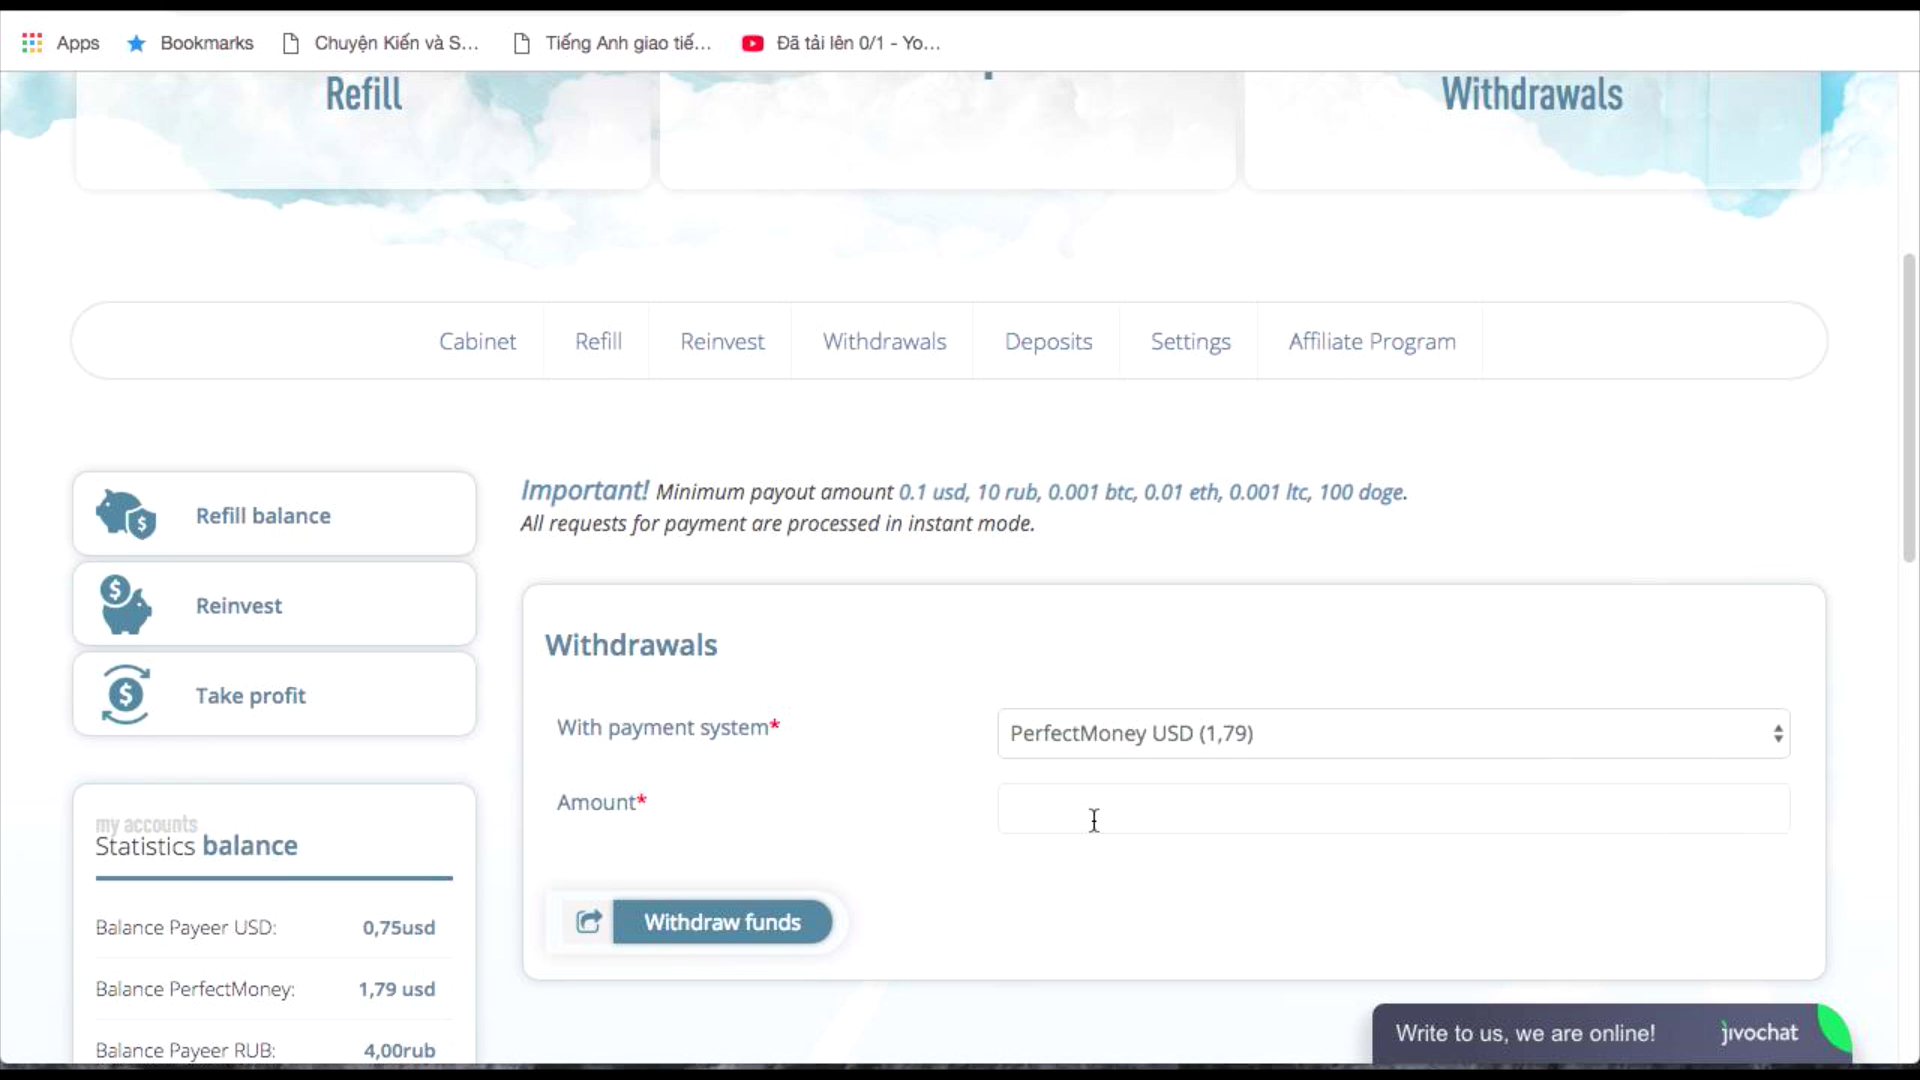 Apps Bookmarks Chuyện Kiến và S... Tiếng Anh giao tiế... Đã tải lên 0/1 - Yo...
Refill
Withdrawals
Cabinet Refill Reinvest Withdrawals Deposits Settings Affiliate Program
Refill balance
Reinvest
Take profit
Important! Minimum payout amount 0.1 usd, 10 rub, 0.001 btc, 0.01 eth, 0.001 ltc, 100 doge.
All requests for payment are processed in instant mode.
Withdrawals
With payment system*
PerfectMoney USD (1,79)
Amount*
Withdraw funds
my accounts
Statistics balance
Balance Payeer USD: 0,75usd
Balance PerfectMoney: 1,79 usd
Balance Payeer RUB: 4,00rub
Write to us, we are online! jivochat